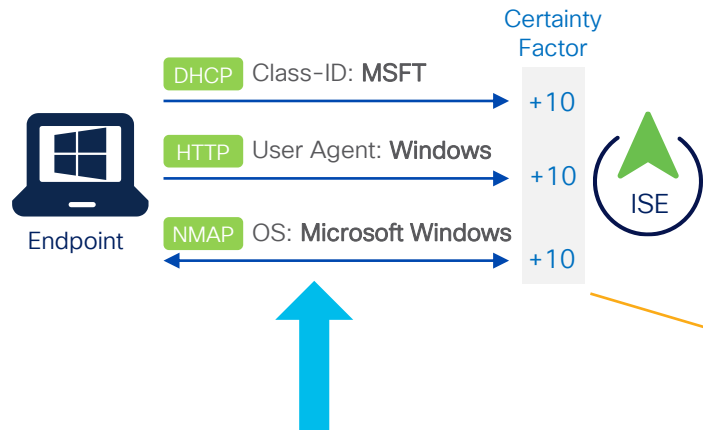 Certainty
Factor
DHCP Class-ID: MSFT
+10
HTTP User Agent: Windows
+10
ISE
Endpoint
NMAP OS: Microsoft Windows
+10